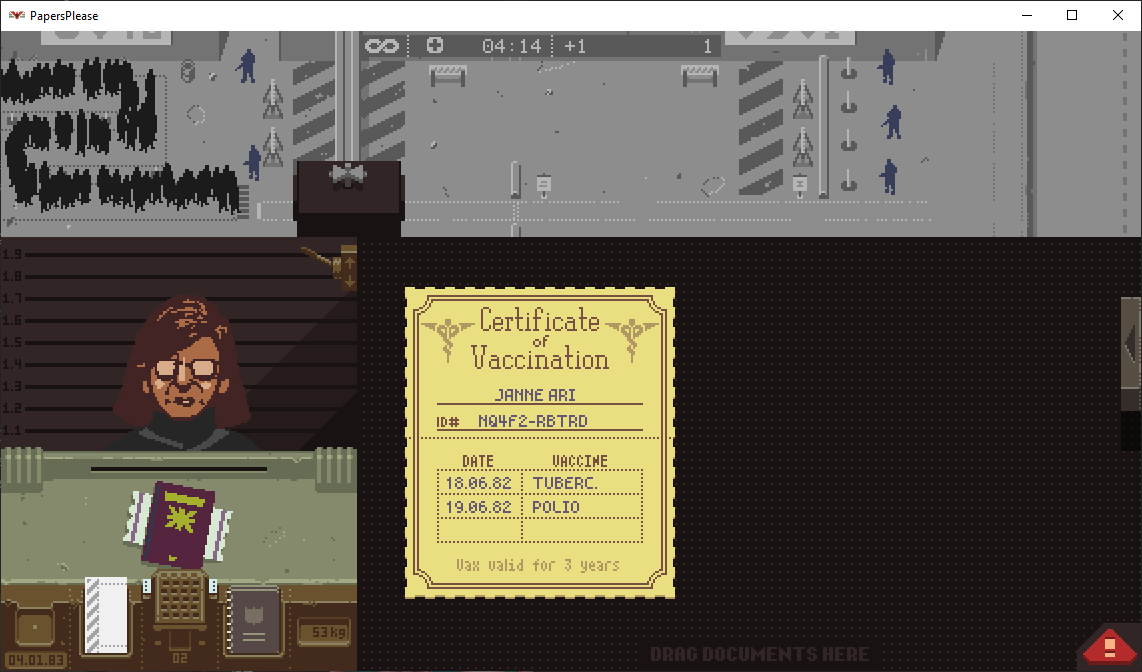 PapersPlease
04:14 +1 1
1.9
1.8
1.7
1.6
1.5
1.4
1.3
1.2
1.1
Certificate
of
Vaccination
JANNE ARI
ID# NQ4F2-RBTRD
DATE VACCINE
18.06.82 TUBERC.
19.06.82 POLIO
Vax valid for 3 years
53kg
04.01.83
02
DRAG DOCUMENTS HERE